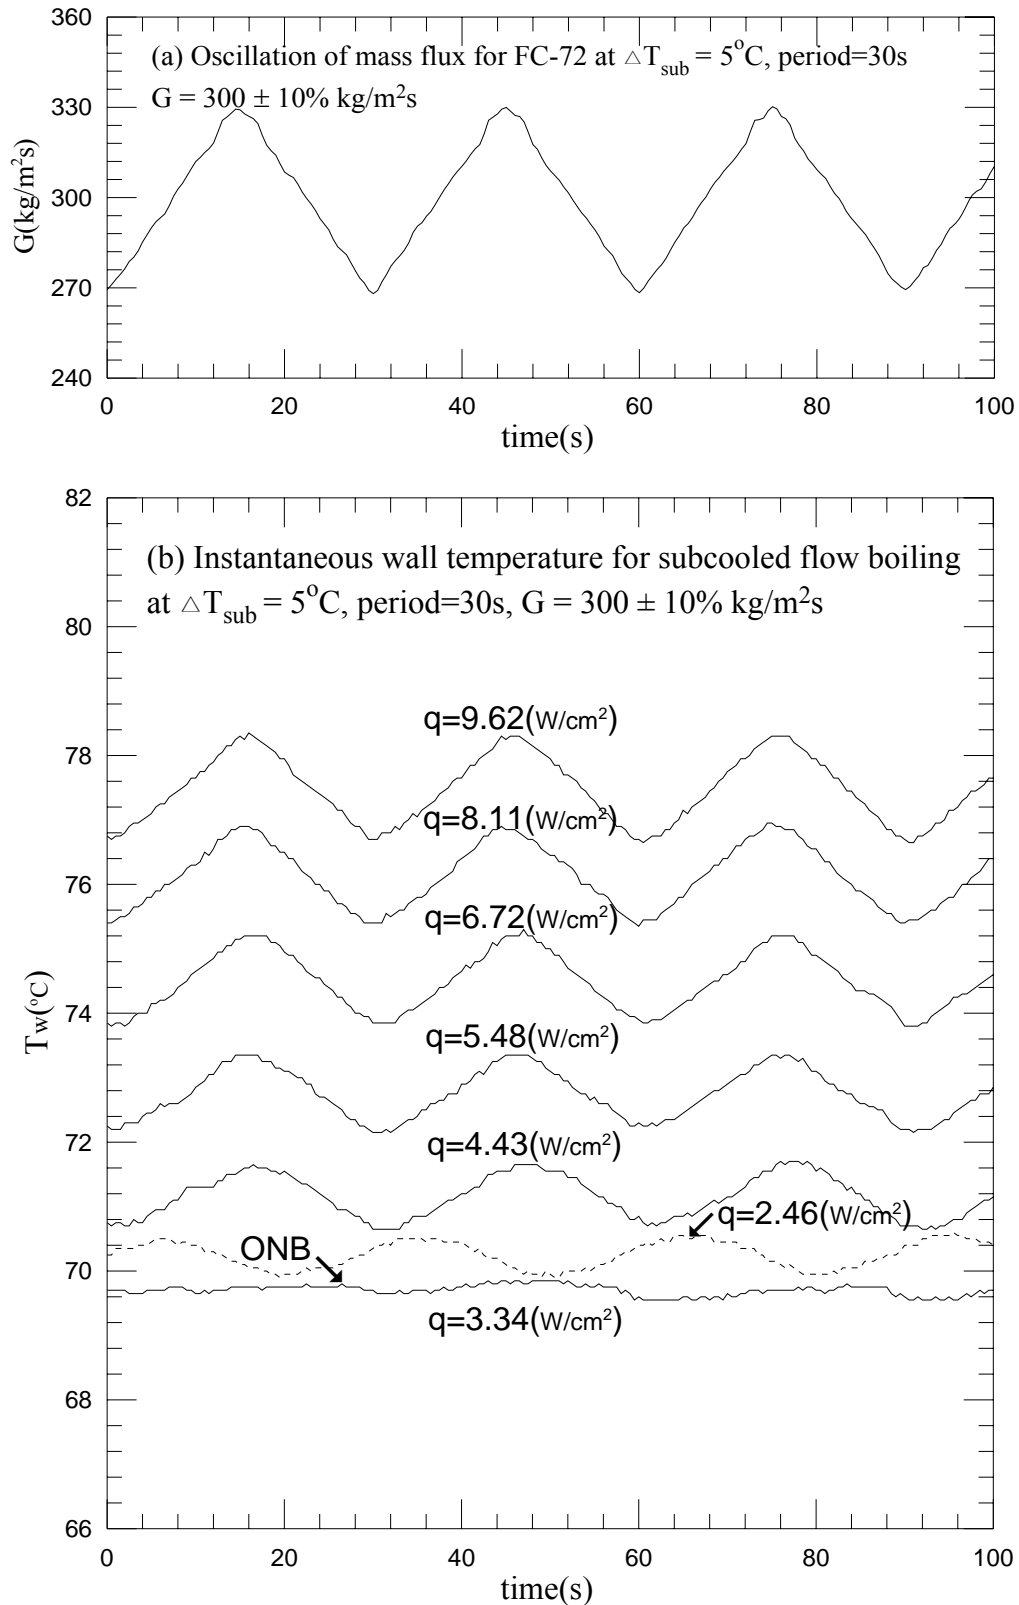 360
(a) Oscillation of mass flux for FC-72 at △Tsub = 5°C, period=30s
G = 300 ± 10% kg/m²s
330
300
270
240
G(kg/m²s)
0 20 40 60 80 100
time(s)
82
(b) Instantaneous wall temperature for subcooled flow boiling
at △Tsub = 5°C, period=30s, G = 300 ± 10% kg/m²s
80
q=9.62(W/cm²)
78
q=8.11(W/cm²)
76
q=6.72(W/cm²)
74
Tw(°C)
q=5.48(W/cm²)
72
q=4.43(W/cm²)
q=2.46(W/cm²)
ONB
70
q=3.34(W/cm²)
68
66
0 20 40 60 80 100
time(s)